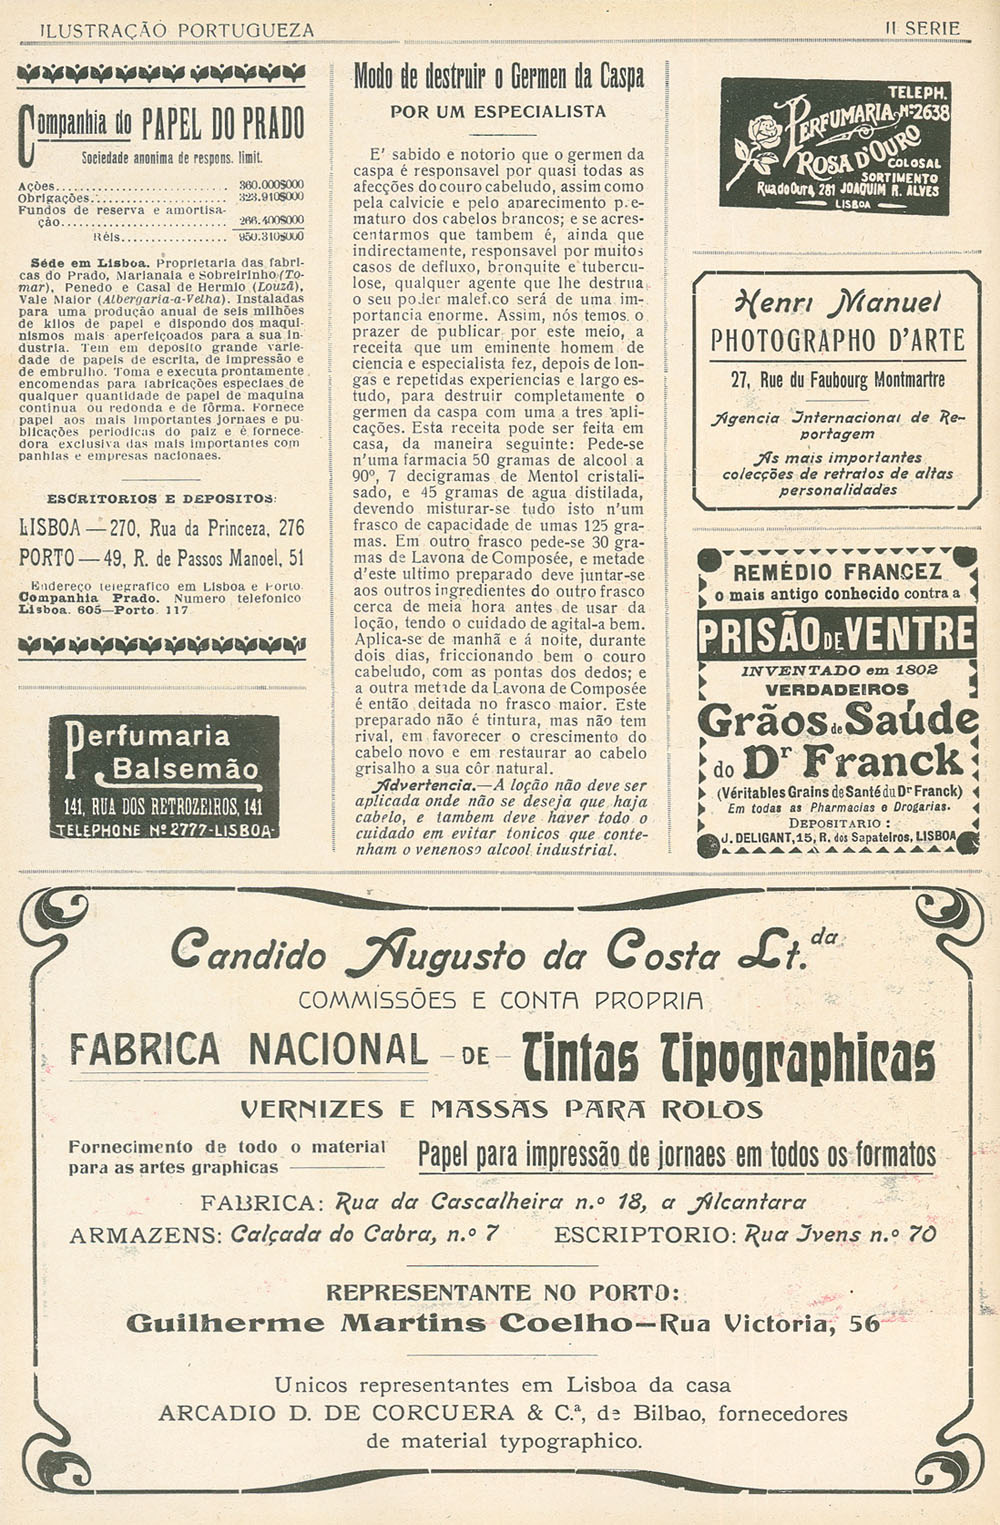 ILUSTRAÇÃO PORTUGUEZA
II SERIE
Companhia do PAPEL DO PRADO
Sociedade anonima de respons. limit.
Ações........................ 360.000$000
Obrigações.................... 323.910$000
Fundos de reserva e amortisa-
ção........................ 266.400$000
Réis.................... 950.310$000
Séde em Lisboa. Proprietaria das fabri-
cas do Prado, Marianaia e Sobreirinho (To-
mar), Penedo e Casal de Hermio (Louzã),
Vale Maior (Albergaria-a-Velha). Instaladas
para uma produção anual de seis milhões
de kilos de papel e dispondo dos maqui-
nismos mais aperfeiçoados para a sua in-
dustria. Tem em deposito grande varie-
dade de papeis de escrita, de impressão e
de embrulho. Toma e executa prontamente
encomendas para fabricações especiaes de
qualquer quantidade de papel de maquina
continua ou redonda e de fôrma. Fornece
papel aos mais importantes jornaes e pu-
blicações periodicas do paiz e é fornece-
dora exclusiva das mais importantes com
panhias e empresas nacionaes.
ESCRITORIOS E DEPOSITOS:
LISBOA — 270, Rua da Princeza, 276
PORTO — 49, R. de Passos Manoel, 51
Endereço telegrafico em Lisboa e Porto
Companhia Prado. Numero telefonico
Lisboa. 605—Porto 117
Perfumaria
Balsemão
141, RUA DOS RETROZEIROS, 141
TELEPHONE Nº 2777-LISBOA-
Modo de destruir o Germen da Caspa
POR UM ESPECIALISTA
E' sabido e notorio que o germen da
caspa é responsavel por quasi todas as
afecções do couro cabeludo, assim como
pela calvicie e pelo aparecimento p.e-
maturo dos cabelos brancos; e se acres-
centarmos que tambem é, ainda que
indirectamente, responsavel por muitos
casos de defluxo, bronquite e tubercu-
lose, qualquer agente que lhe destrua
o seu poder malef.co será de uma im-
portancia enorme. Assim, nós temos o
prazer de publicar por este meio, a
receita que um eminente homem de
ciencia e especialista fez, depois de lon-
gas e repetidas experiencias e largo es-
tudo, para destruir completamente o
germen da caspa com uma a tres apli-
cações. Esta receita pode ser feita em
casa, da maneira seguinte: Pede-se
n'uma farmacia 50 gramas de alcool a
90º, 7 decigramas de Mentol cristali-
sado, e 45 gramas de agua distilada,
devendo misturar-se tudo isto n'um
frasco de capacidade de umas 125 gra-
mas. Em outro frasco pede-se 30 gra-
mas de Lavona de Composée, e metade
d'este ultimo preparado deve juntar-se
aos outros ingredientes do outro frasco
cerca de meia hora antes de usar da
loção, tendo o cuidado de agital-a bem.
Aplica-se de manhã e á noite, durante
dois dias, friccionando bem o couro
cabeludo, com as pontas dos dedos; e
a outra metade da Lavona de Composée
é então deitada no frasco maior. Este
preparado não é tintura, mas não tem
rival, em favorecer o crescimento do
cabelo novo e em restaurar ao cabelo
grisalho a sua côr natural.
Advertencia.—A loção não deve ser
aplicada onde não se deseja que haja
cabelo, e tambem deve haver todo o
cuidado em evitar tonicos que conte-
nham o venenoso alcool industrial.
TELEPH.
Nº 2638
PERFUMARIA
ROSA D'OURO
COLOSAL
SORTIMENTO
Rua do Ouro, 281 JOAQUIM R. ALVES
— LISBOA —
Henri Manuel
PHOTOGRAPHO D'ARTE
27, Rue du Faubourg Montmartre
Agencia Internacional de Re-
portagem
As mais importantes
colecções de retratos de altas
personalidades
REMÉDIO FRANCEZ
o mais antigo conhecido contra a
PRISÃO DE VENTRE
INVENTADO em 1802
VERDADEIROS
Grãos de Saúde
do Dr Franck
(Véritables Grains de Santé du Dr Franck)
Em todas as Pharmacias e Drogarias.
DEPOSITARIO :
J. DELIGANT, 15, R. dos Sapateiros, LISBOA
Candido Augusto da Costa Lt.da
COMMISSÕES E CONTA PROPRIA
FABRICA NACIONAL — DE — Tintas Tipographicas
VERNIZES E MASSAS PARA ROLOS
Fornecimento de todo o material
para as artes graphicas
Papel para impressão de jornaes em todos os formatos
FABRICA: Rua da Cascalheira n.º 18, a Alcantara
ARMAZENS: Calçada do Cabra, n.º 7 ESCRIPTORIO: Rua Ivens n.º 70
REPRESENTANTE NO PORTO:
Guilherme Martins Coelho—Rua Victoria, 56
Unicos representantes em Lisboa da casa
ARCADIO D. DE CORCUERA & C.ª, de Bilbao, fornecedores
de material typographico.